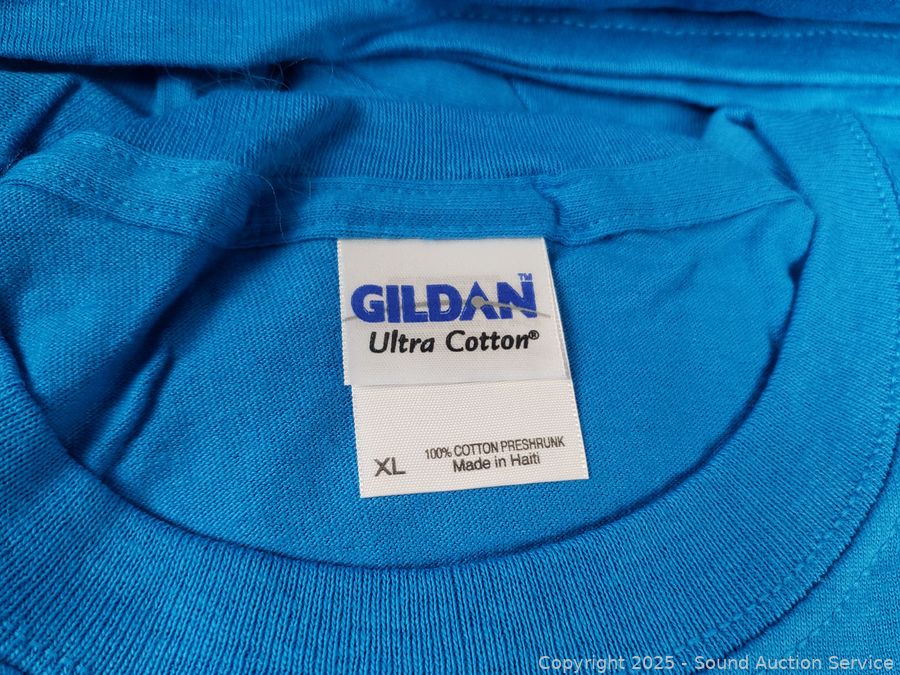 GILDAN™
Ultra Cotton®
XL 100% COTTON PRESHRUNK
Made in Haiti
Copyright 2025 - Sound Auction Service